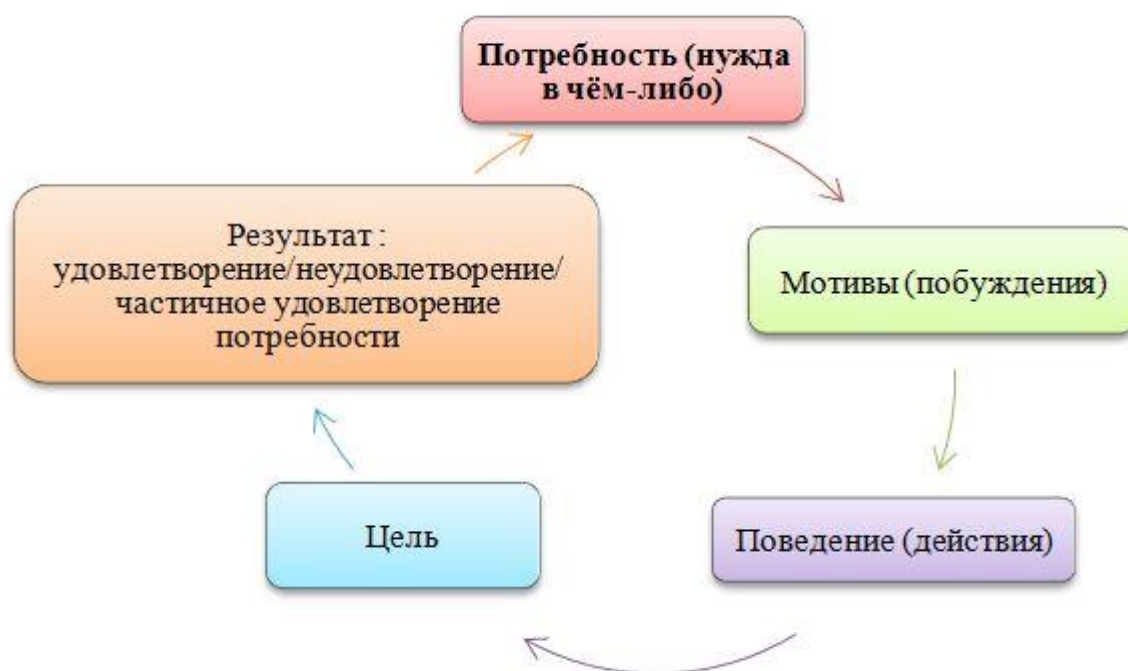 Потребность (нужда
в чём-либо)
Мотивы (побуждения)
Поведение (действия)
Цель
Результат :
удовлетворение/неудовлетворение/
частичное удовлетворение
потребности